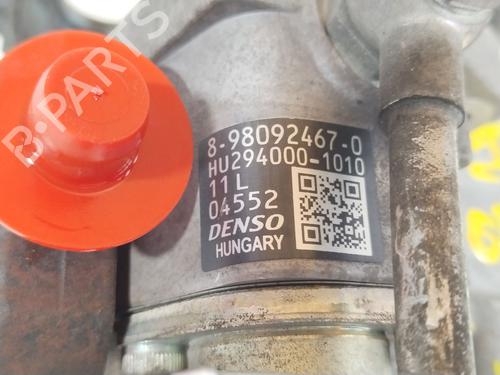 B-PARTS
8-98092467-0
HU294000-1010
11L
04552
DENSO
HUNGARY